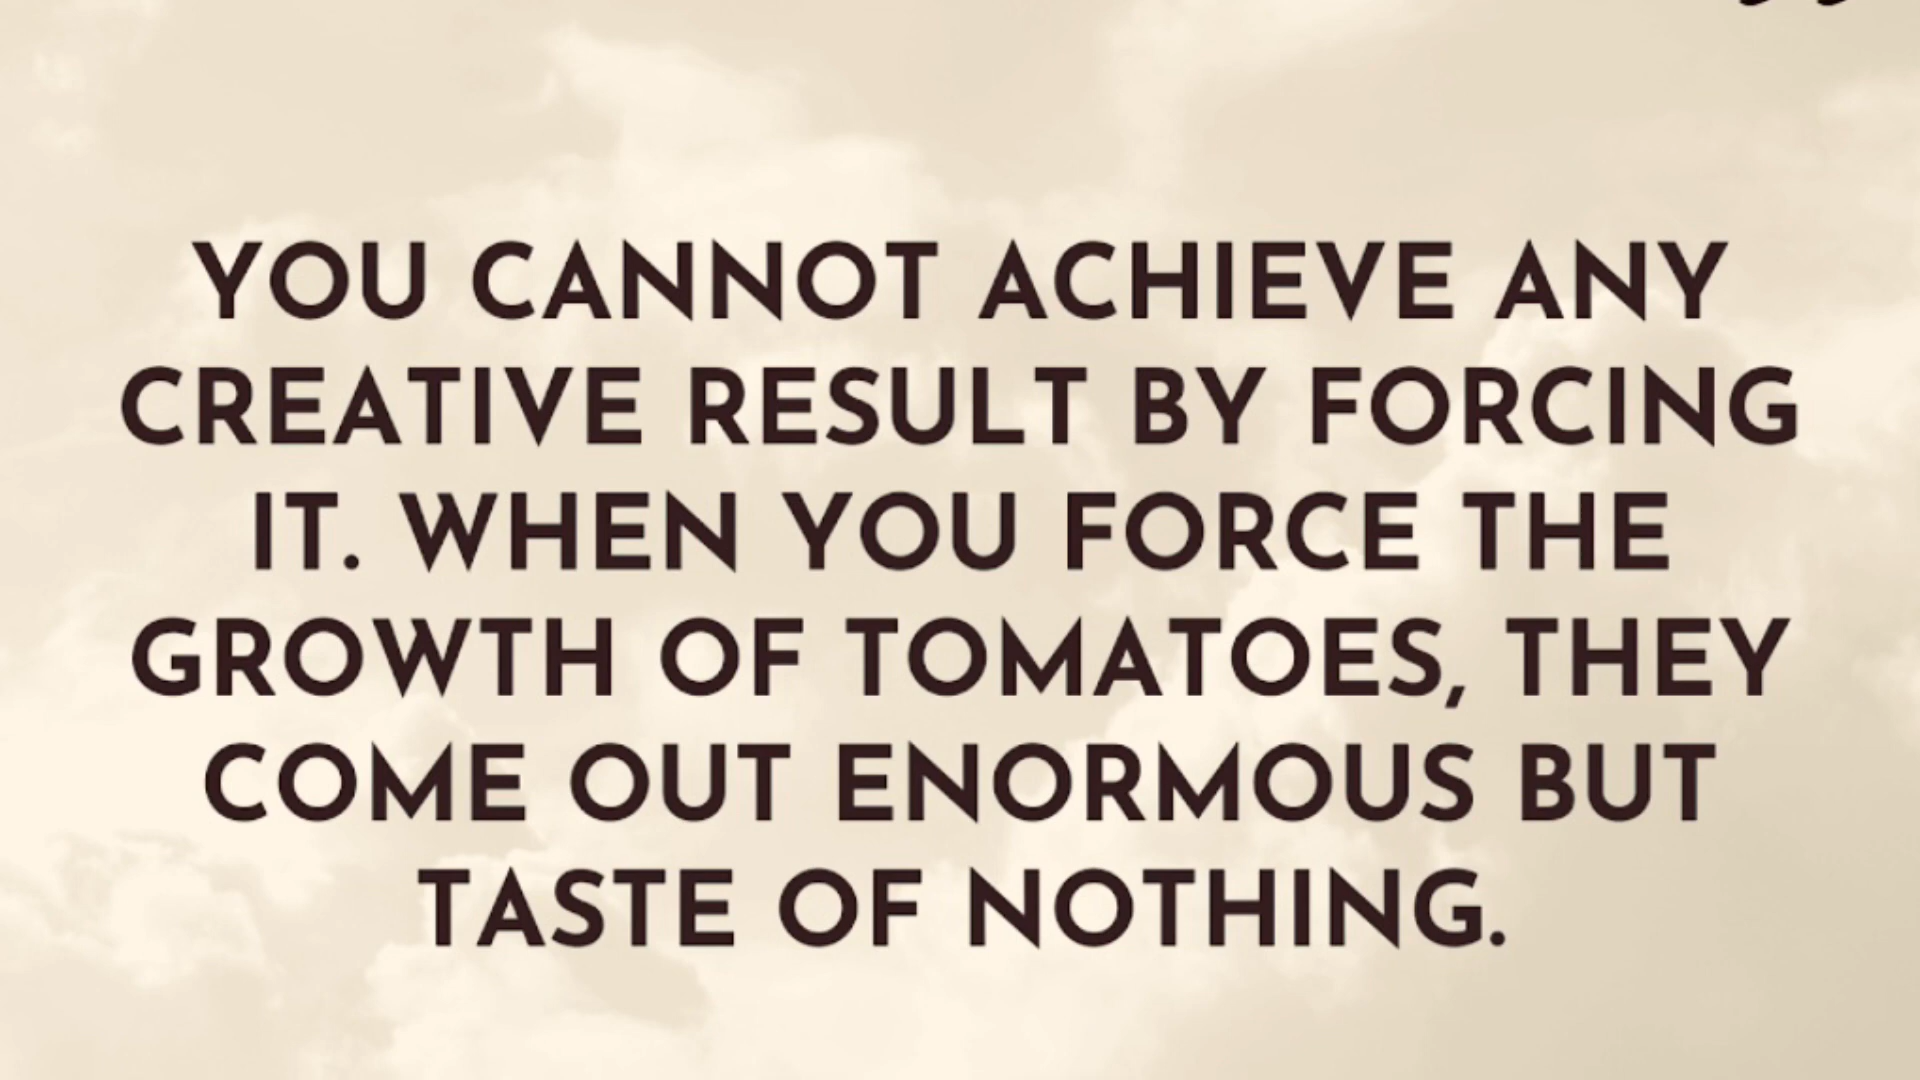 YOU CANNOT ACHIEVE ANY
CREATIVE RESULT BY FORCING
IT. WHEN YOU FORCE THE
GROWTH OF TOMATOES, THEY
COME OUT ENORMOUS BUT
TASTE OF NOTHING.